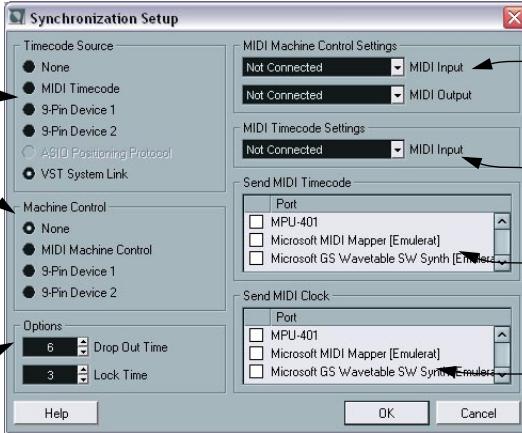 Synchronization Setup
Timecode Source
None
MIDI Timecode
9-Pin Device 1
9-Pin Device 2
ASIO Positioning Protocol
VST System Link
Machine Control
None
MIDI Machine Control
9-Pin Device 1
9-Pin Device 2
Options
6 Drop Out Time
3 Lock Time
MIDI Machine Control Settings
Not Connected MIDI Input
Not Connected MIDI Output
MIDI Timecode Settings
Not Connected MIDI Input
Send MIDI Timecode
Port
MPU-401
Microsoft MIDI Mapper [Emulerat]
Microsoft GS Wavetable SW Synth [Emulera
Send MIDI Clock
Port
MPU-401
Microsoft MIDI Mapper [Emulerat]
Microsoft GS Wavetable SW Synth [Emulera
Help OK Cancel